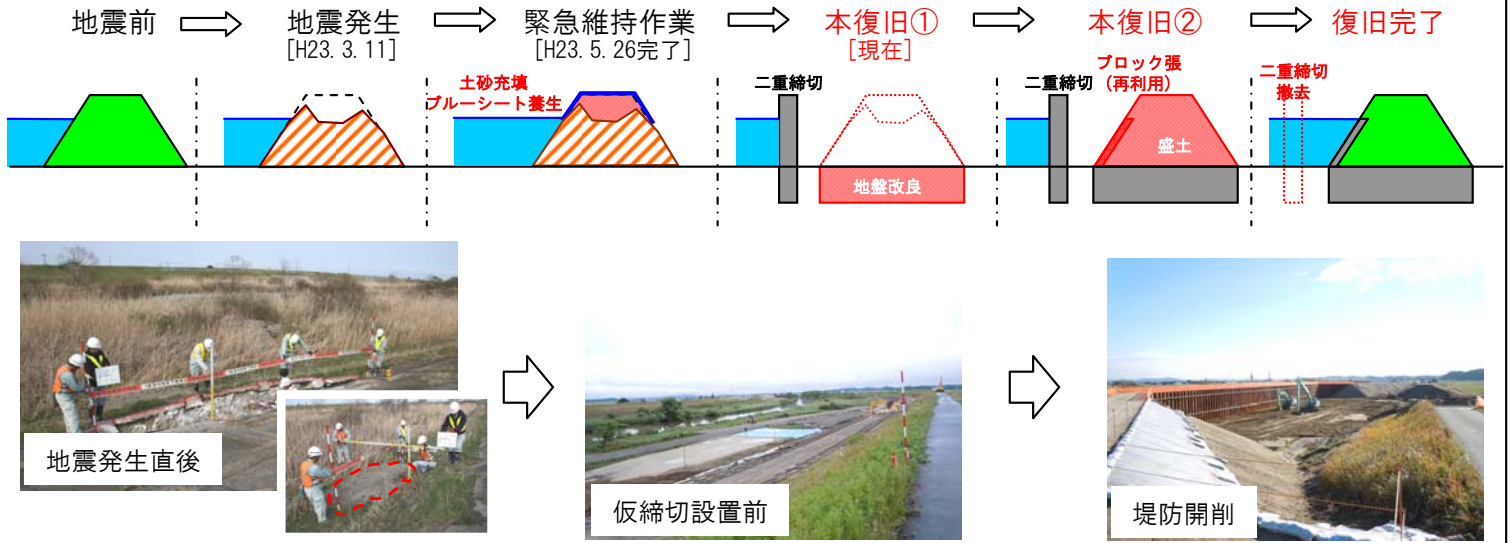 地震前
地震発生
[H23.3.11]
緊急維持作業
[H23.5.26完了]
本復旧①
[現在]
本復旧②
復旧完了
土砂充填
ブルーシート養生
二重締切
地盤改良
二重締切
ブロック張
(再利用)
盛土
二重締切
撤去
地震発生直後
仮締切設置前
堤防開削